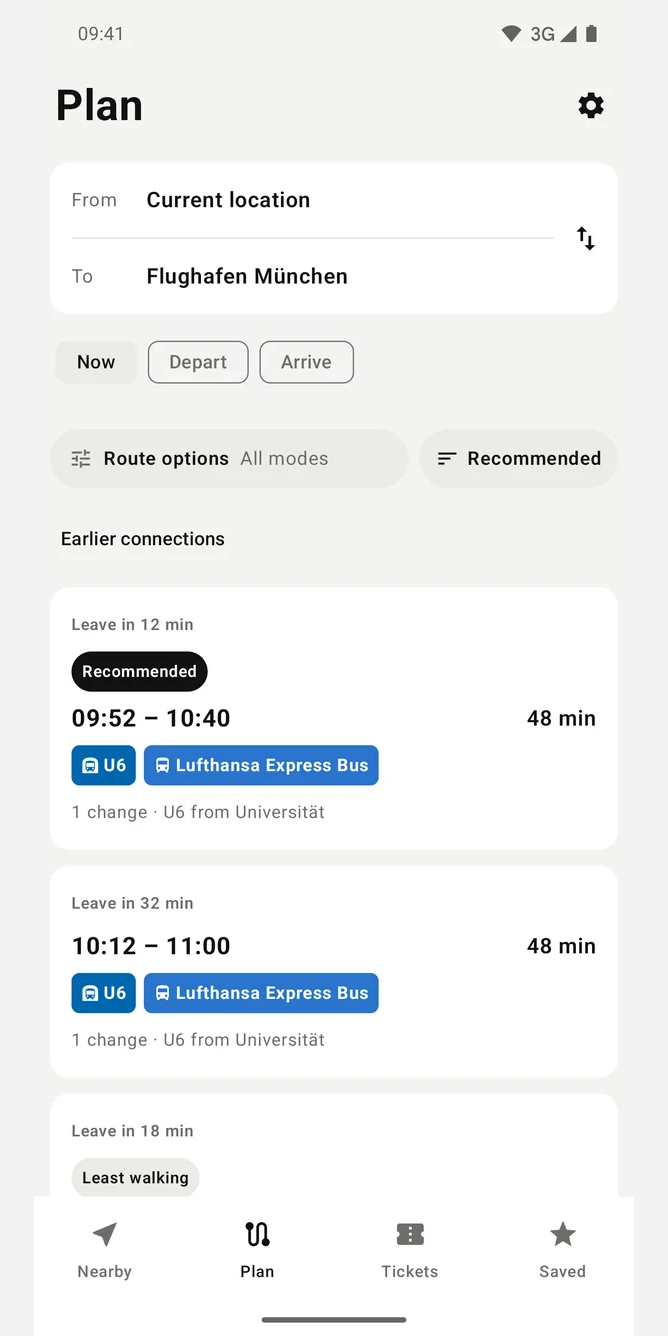 09:41 3G
Plan
From Current location
To Flughafen München
Now Depart Arrive
Route options All modes Recommended
Earlier connections
Leave in 12 min
Recommended
09:52 – 10:40 48 min
U6 Lufthansa Express Bus
1 change · U6 from Universität
Leave in 32 min
10:12 – 11:00 48 min
U6 Lufthansa Express Bus
1 change · U6 from Universität
Leave in 18 min
Least walking
Nearby Plan Tickets Saved